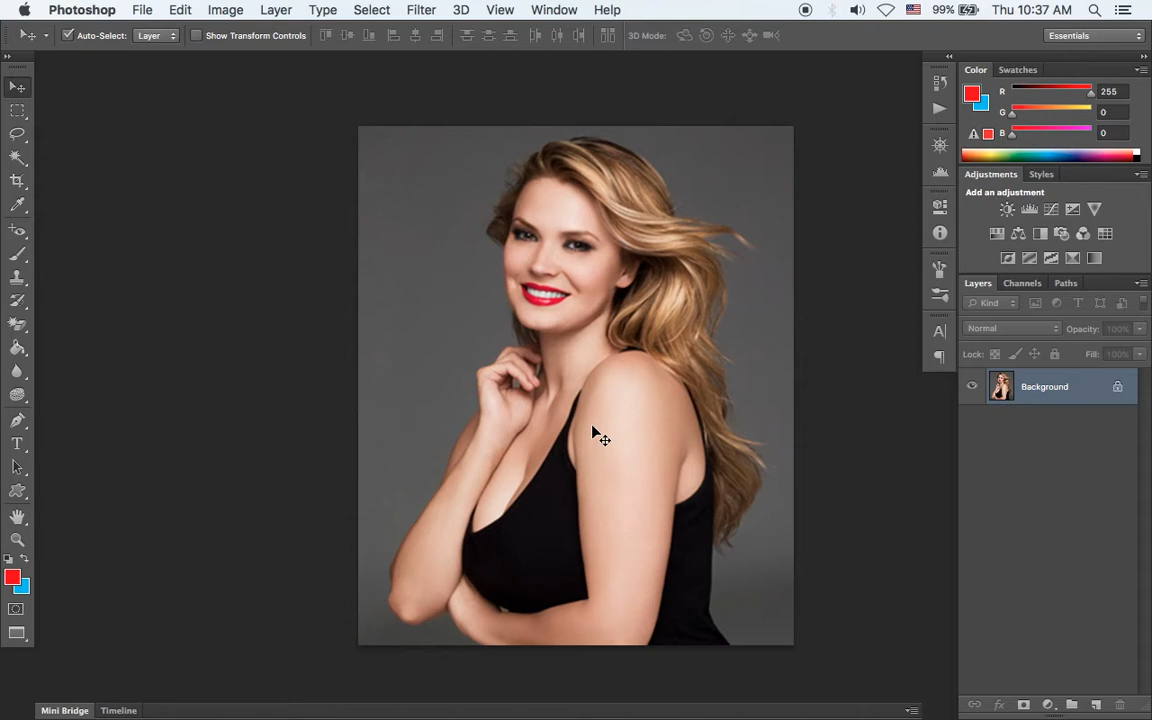 Photoshop File Edit Image Layer Type Select Filter 3D View Window Help 99% Thu 10:37 AM
Auto-Select: Layer Show Transform Controls 3D Mode: Essentials
Color Swatches
R 255
G 0
B 0
Adjustments Styles
Add an adjustment
Layers Channels Paths
Kind
Normal Opacity: 100%
Lock: Fill: 100%
Background
Mini Bridge Timeline